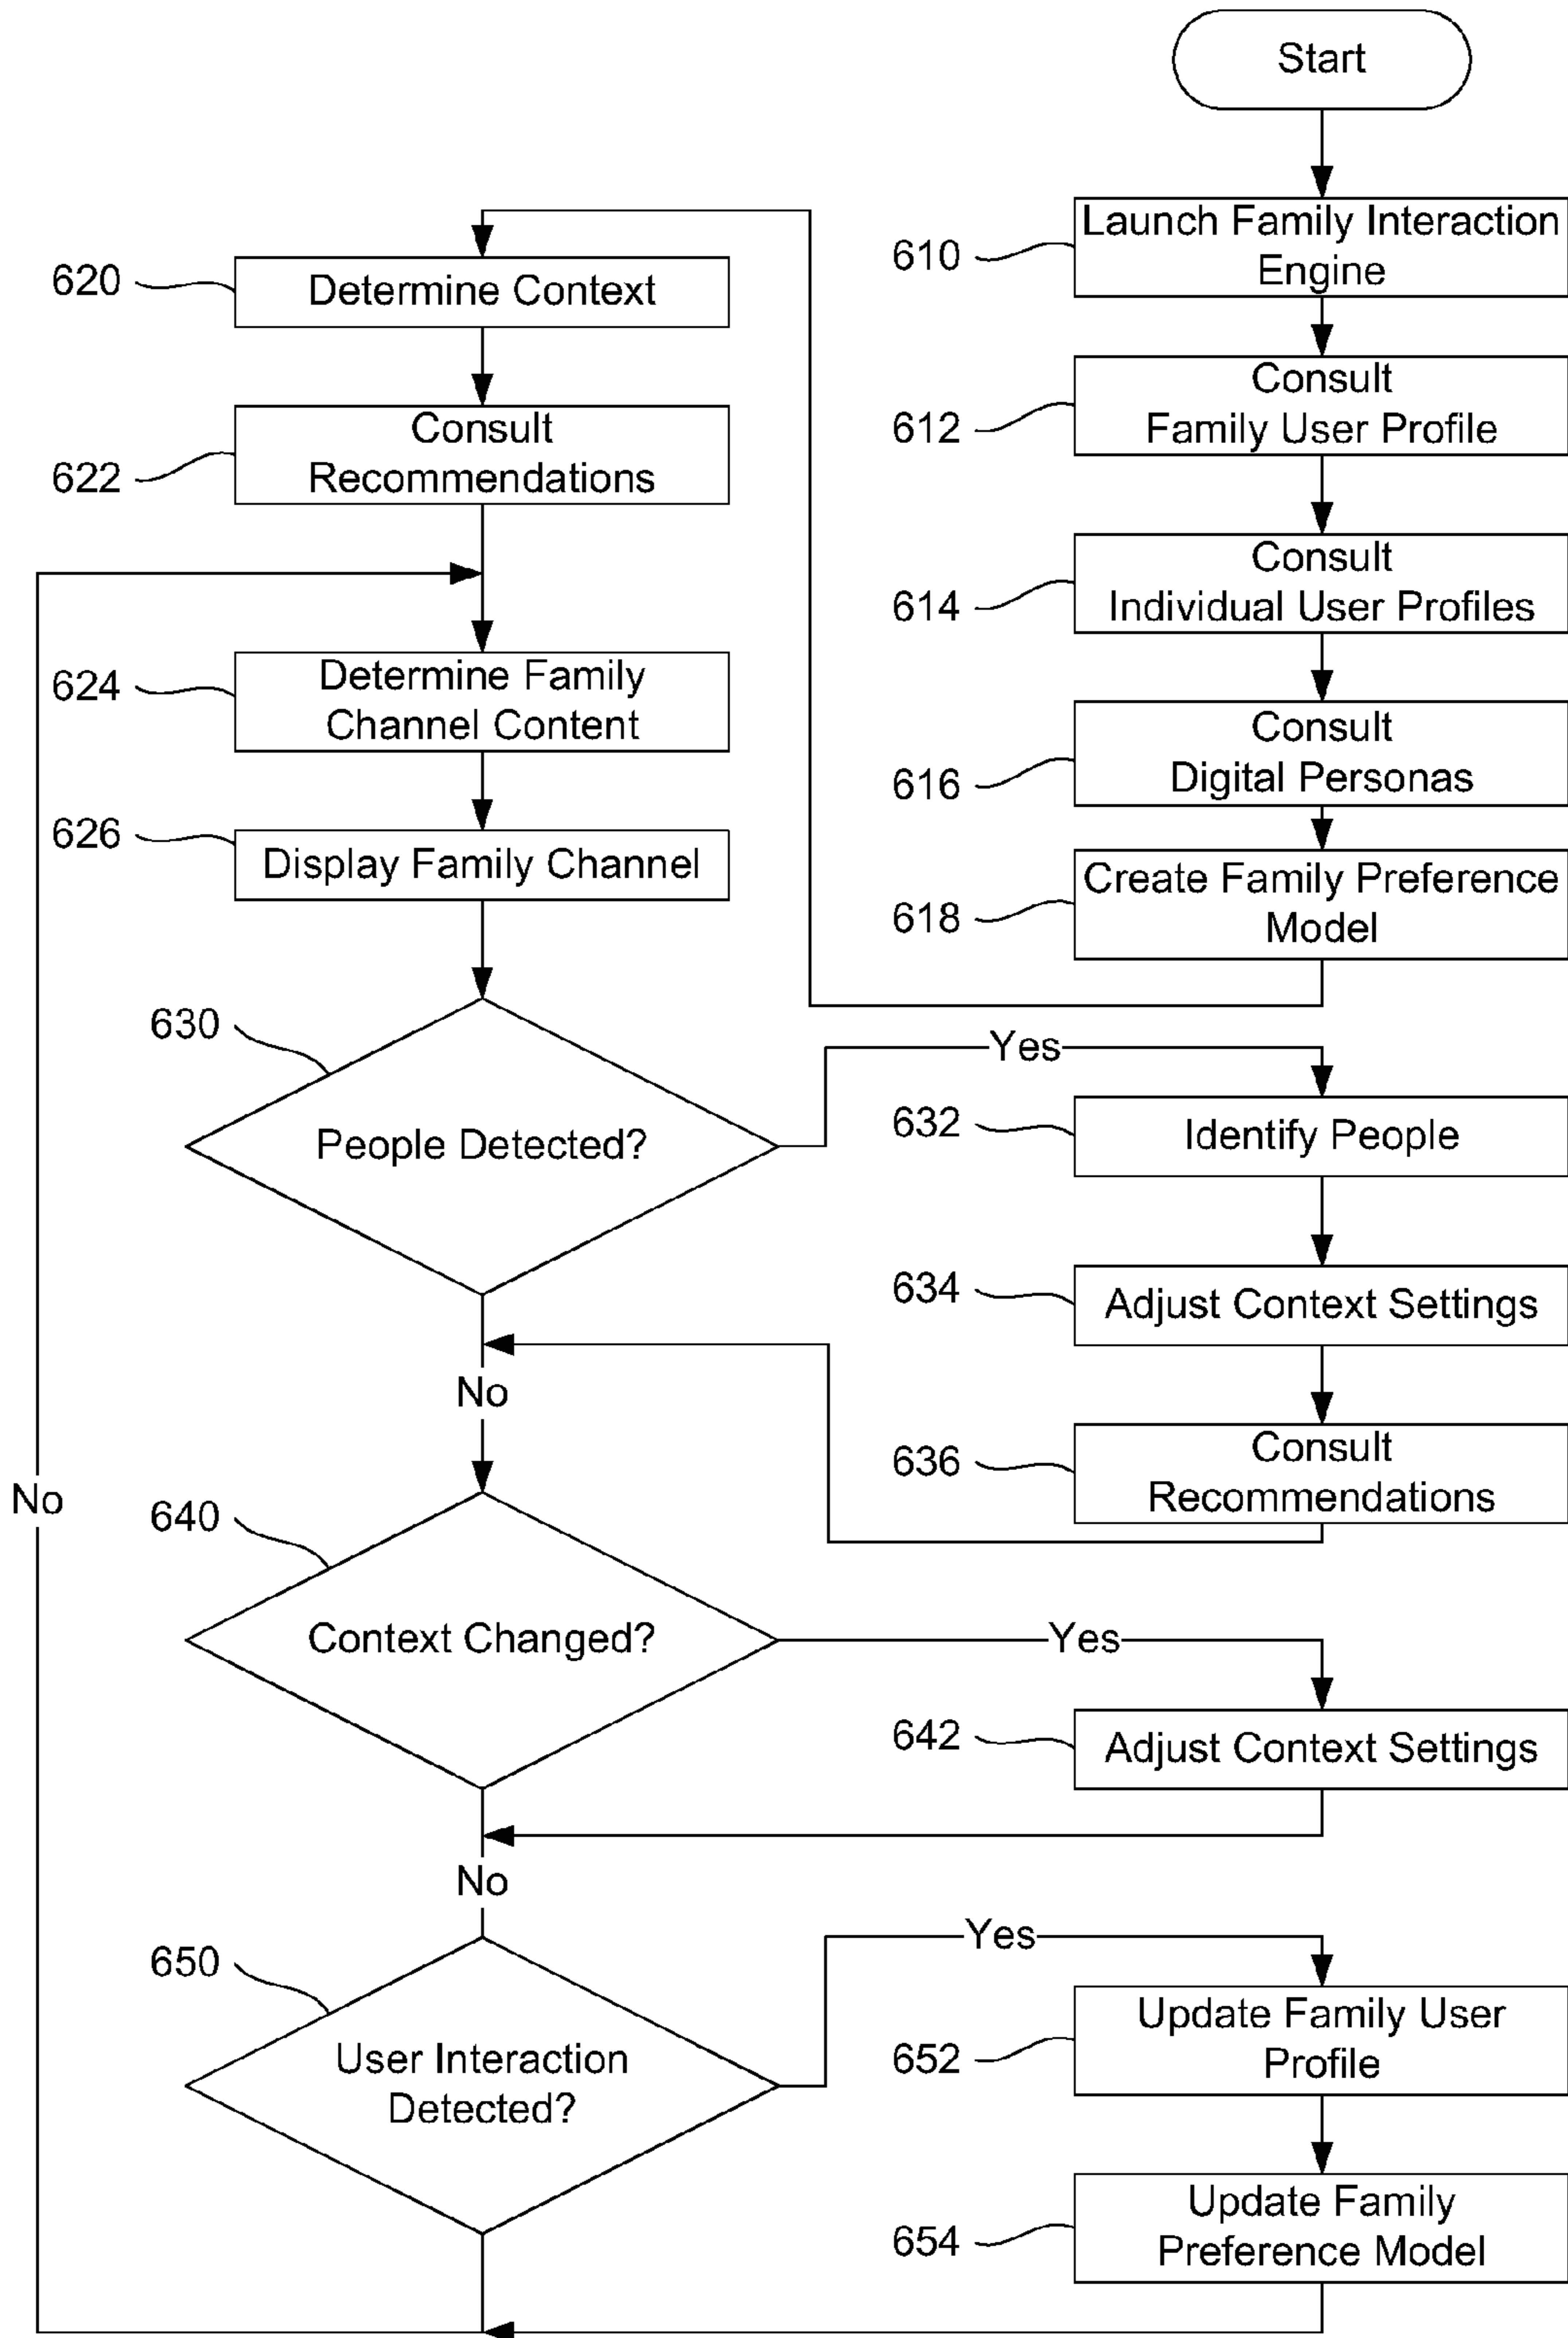 Start
610
Launch Family Interaction
Engine
612
Consult
Family User Profile
614
Consult
Individual User Profiles
616
Consult
Digital Personas
618
Create Family Preference
Model
620
Determine Context
622
Consult
Recommendations
624
Determine Family
Channel Content
626
Display Family Channel
630
People Detected?
Yes
632
Identify People
634
Adjust Context Settings
636
Consult
Recommendations
No
640
Context Changed?
Yes
642
Adjust Context Settings
No
650
User Interaction
Detected?
Yes
652
Update Family User
Profile
654
Update Family
Preference Model
No